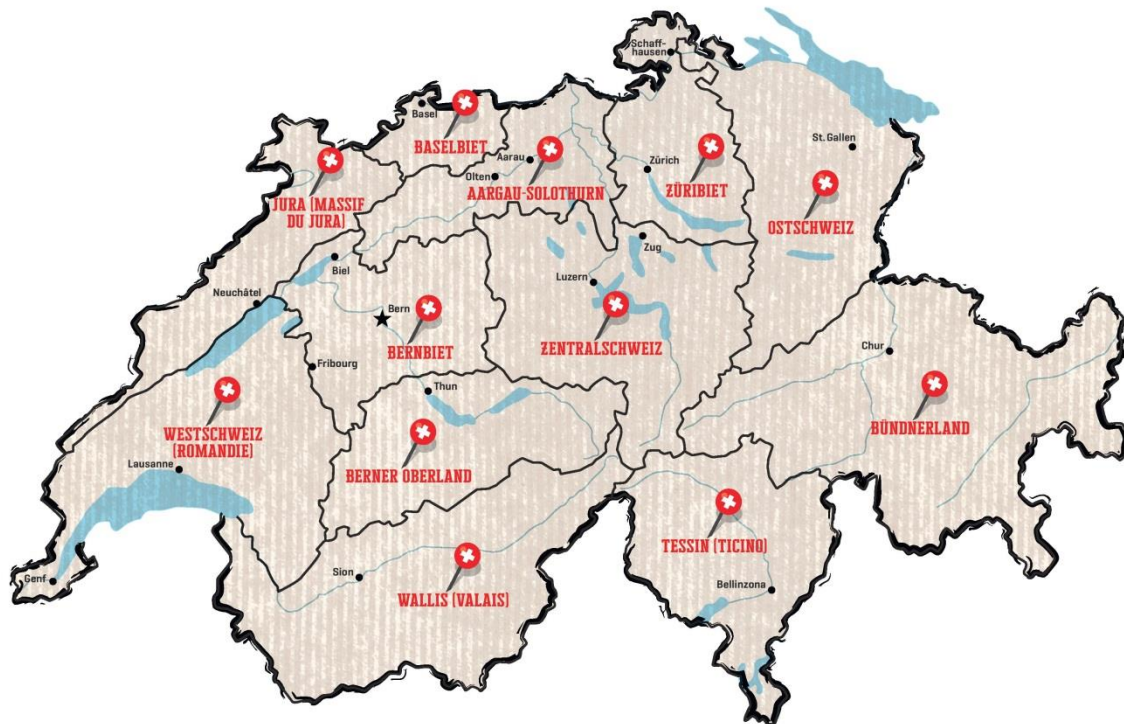 Schaff-
hausen
Basel
BASELBIET
St. Gallen
Aarau
Olten
AARGAU-SOLOTHURN
Zürich
ZÜRIBIET
JURA (MASSIF
DU JURA)
OSTSCHWEIZ
Zug
Biel
Luzern
Neuchâtel
Bern
BERNBIET
ZENTRALSCHWEIZ
Chur
Fribourg
Thun
WESTSCHWEIZ
(ROMANDIE)
BÜNDNERLAND
Lausanne
BERNER OBERLAND
TESSIN (TICINO)
Genf
Sion
WALLIS (VALAIS)
Bellinzona